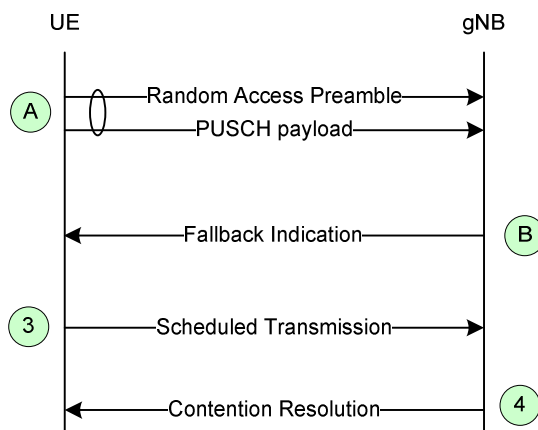 UE
gNB
A
Random Access Preamble
PUSCH payload
Fallback Indication
B
3
Scheduled Transmission
Contention Resolution
4